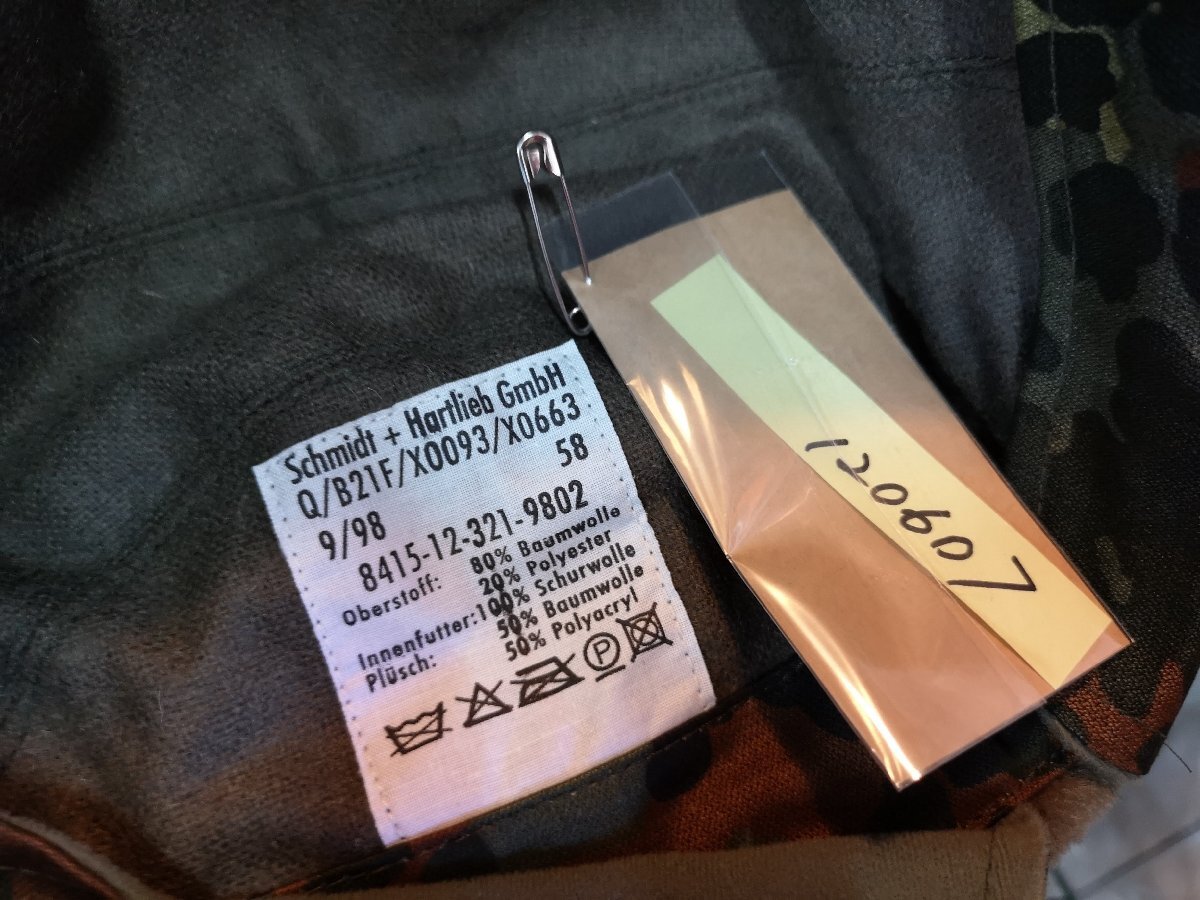 Schmidt + Hartlieb GmbH
Q/B21F/X0093/X0663
58
9/98
8415-12-321-9802
Oberstoff: 80% Baumwolle
20% Polyester
Innenfutter:100% Schurwolle
Plüsch: 50% Baumwolle
50% Polyacryl
P